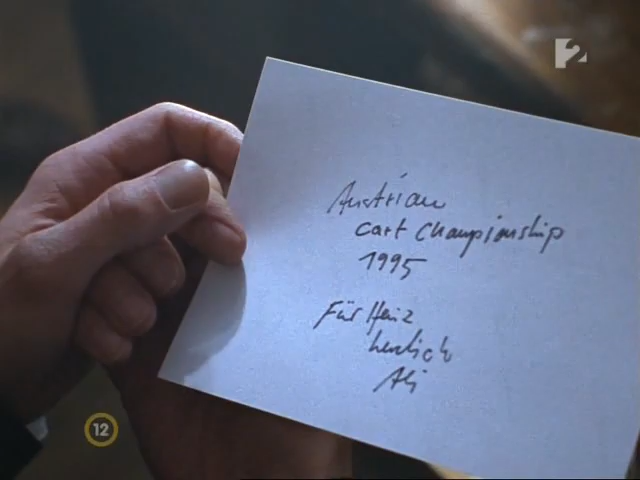 2
Austrian
Cart Championship
1995
Für Heinz
herzlich
Ali
12